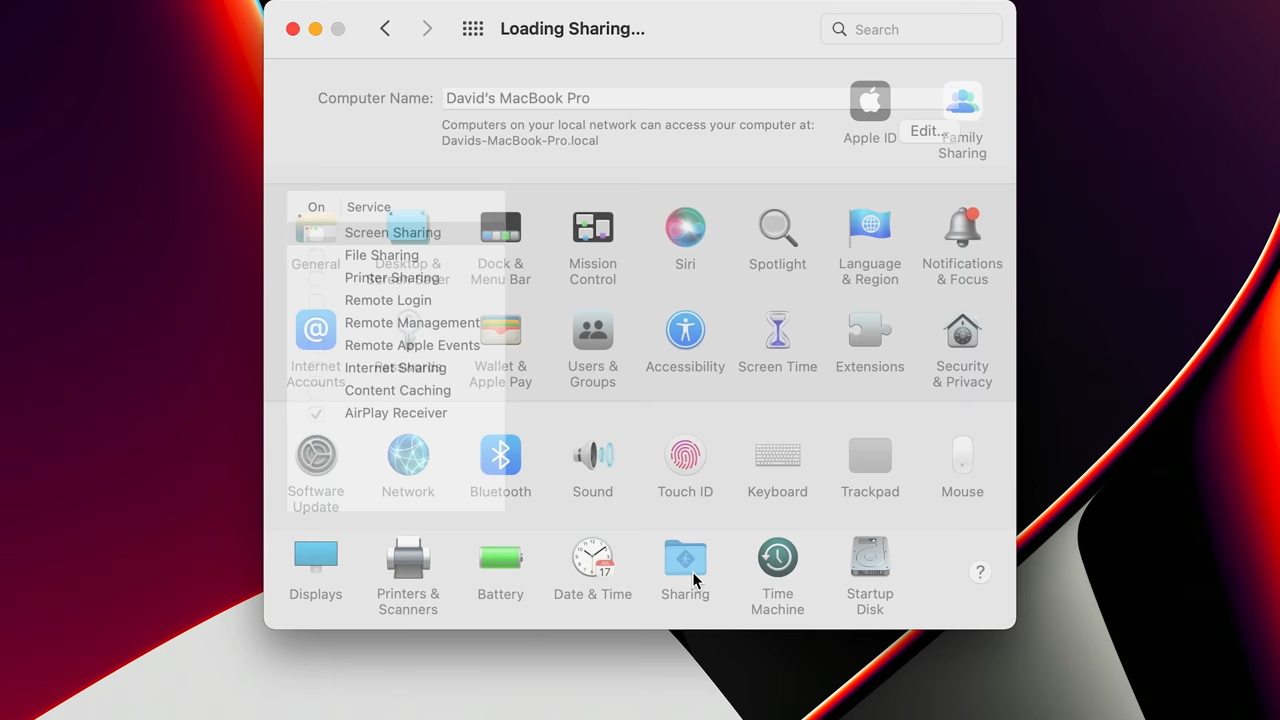 Loading Sharing...
Search
Computer Name: David's MacBook Pro
Computers on your local network can access your computer at:
Davids-MacBook-Pro.local
Edit...
Apple ID
Family
Sharing
On Service
Screen Sharing
File Sharing
Printer Sharing
Remote Login
Remote Management
Remote Apple Events
Internet Sharing
Content Caching
AirPlay Receiver
General
Desktop &
Screen Saver
Dock &
Menu Bar
Mission
Control
Siri
Spotlight
Language
& Region
Notifications
& Focus
Internet
Accounts
Wallet &
Apple Pay
Users &
Groups
Accessibility
Screen Time
Extensions
Security
& Privacy
Software
Update
Network
Bluetooth
Sound
Touch ID
Keyboard
Trackpad
Mouse
Displays
Printers &
Scanners
Battery
17
Date & Time
Sharing
Time
Machine
Startup
Disk
?